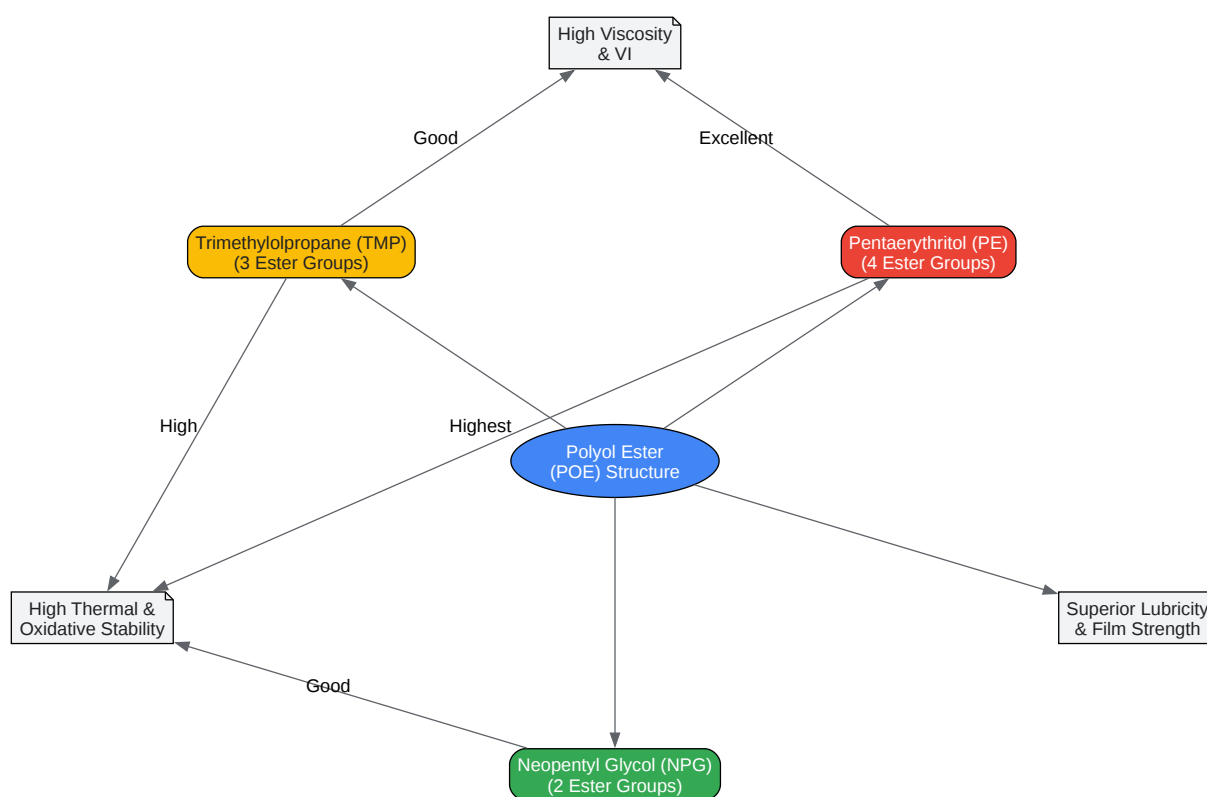 High Viscosity
& VI
Good
Excellent
Trimethylolpropane (TMP)
(3 Ester Groups)
Pentaerythritol (PE)
(4 Ester Groups)
High
Highest
Polyol Ester
(POE) Structure
High Thermal &
Oxidative Stability
Superior Lubricity
& Film Strength
Good
Neopentyl Glycol (NPG)
(2 Ester Groups)